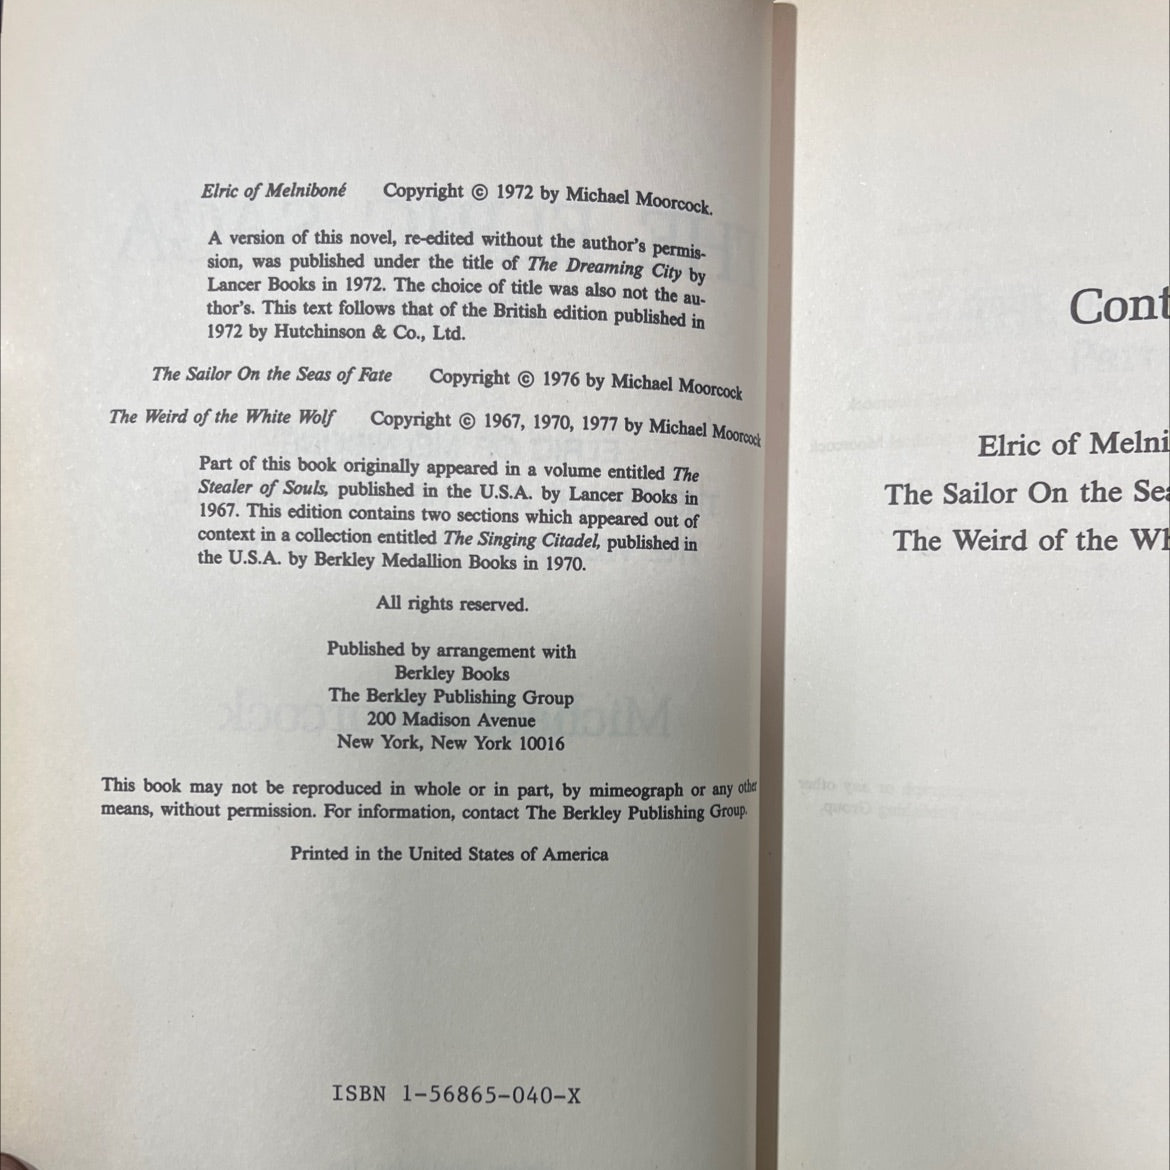 Elric of Melniboné Copyright © 1972 by Michael Moorcock.
A version of this novel, re-edited without the author's permis-
sion, was published under the title of The Dreaming City by
Lancer Books in 1972. The choice of title was also not the au-
thor's. This text follows that of the British edition published in
1972 by Hutchinson & Co., Ltd.
The Sailor On the Seas of Fate Copyright © 1976 by Michael Moorcock
The Weird of the White Wolf Copyright © 1967, 1970, 1977 by Michael Moorcock
Part of this book originally appeared in a volume entitled The
Stealer of Souls, published in the U.S.A. by Lancer Books in
1967. This edition contains two sections which appeared out of
context in a collection entitled The Singing Citadel, published in
the U.S.A. by Berkley Medallion Books in 1970.
All rights reserved.
Published by arrangement with
Berkley Books
The Berkley Publishing Group
200 Madison Avenue
New York, New York 10016
This book may not be reproduced in whole or in part, by mimeograph or any other
means, without permission. For information, contact The Berkley Publishing Group.
Printed in the United States of America
ISBN 1-56865-040-X
Cont
Elric of Melni
The Sailor On the Sea
The Weird of the Wh